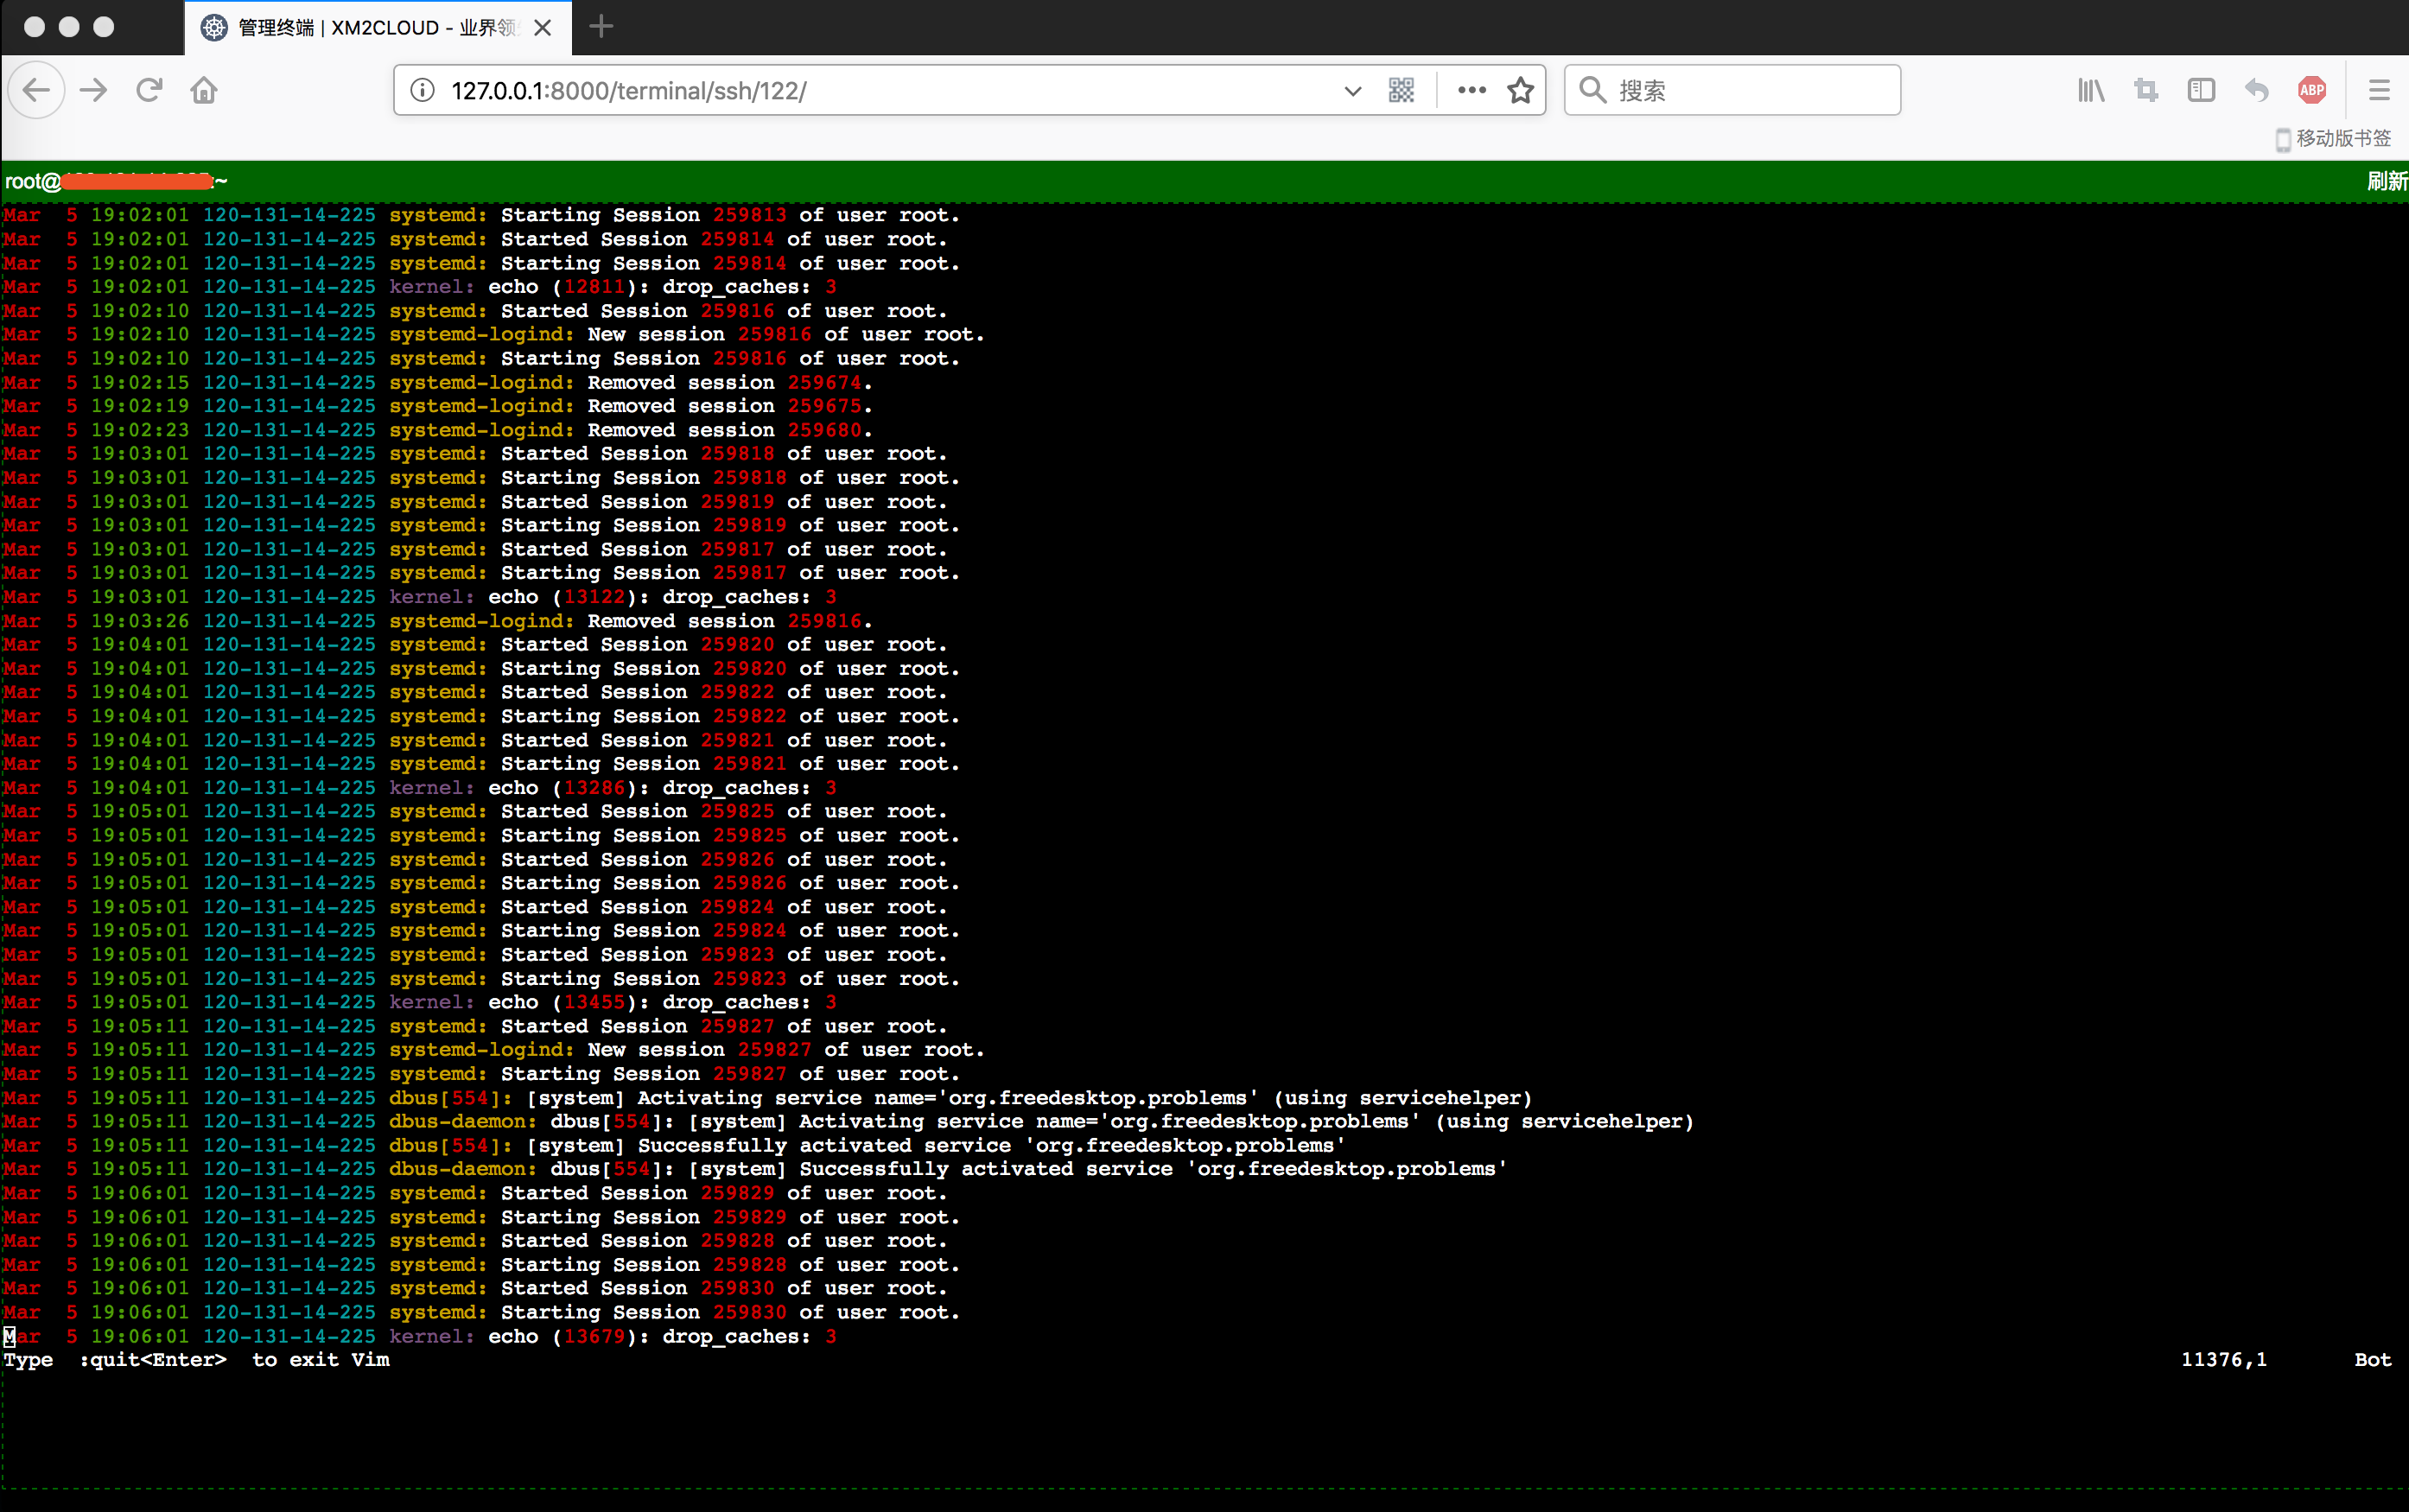 管理终端 | XM2CLOUD - 业界领
127.0.0.1:8000/terminal/ssh/122/
搜索
ABP
移动版书签
root@:~
刷新
Mar  5 19:02:01 120-131-14-225 systemd: Starting Session 259813 of user root.
Mar  5 19:02:01 120-131-14-225 systemd: Started Session 259814 of user root.
Mar  5 19:02:01 120-131-14-225 systemd: Starting Session 259814 of user root.
Mar  5 19:02:01 120-131-14-225 kernel: echo (12811): drop_caches: 3
Mar  5 19:02:10 120-131-14-225 systemd: Started Session 259816 of user root.
Mar  5 19:02:10 120-131-14-225 systemd-logind: New session 259816 of user root.
Mar  5 19:02:10 120-131-14-225 systemd: Starting Session 259816 of user root.
Mar  5 19:02:15 120-131-14-225 systemd-logind: Removed session 259674.
Mar  5 19:02:19 120-131-14-225 systemd-logind: Removed session 259675.
Mar  5 19:02:23 120-131-14-225 systemd-logind: Removed session 259680.
Mar  5 19:03:01 120-131-14-225 systemd: Started Session 259818 of user root.
Mar  5 19:03:01 120-131-14-225 systemd: Starting Session 259818 of user root.
Mar  5 19:03:01 120-131-14-225 systemd: Started Session 259819 of user root.
Mar  5 19:03:01 120-131-14-225 systemd: Starting Session 259819 of user root.
Mar  5 19:03:01 120-131-14-225 systemd: Started Session 259817 of user root.
Mar  5 19:03:01 120-131-14-225 systemd: Starting Session 259817 of user root.
Mar  5 19:03:01 120-131-14-225 kernel: echo (13122): drop_caches: 3
Mar  5 19:03:26 120-131-14-225 systemd-logind: Removed session 259816.
Mar  5 19:04:01 120-131-14-225 systemd: Started Session 259820 of user root.
Mar  5 19:04:01 120-131-14-225 systemd: Starting Session 259820 of user root.
Mar  5 19:04:01 120-131-14-225 systemd: Started Session 259822 of user root.
Mar  5 19:04:01 120-131-14-225 systemd: Starting Session 259822 of user root.
Mar  5 19:04:01 120-131-14-225 systemd: Started Session 259821 of user root.
Mar  5 19:04:01 120-131-14-225 systemd: Starting Session 259821 of user root.
Mar  5 19:04:01 120-131-14-225 kernel: echo (13286): drop_caches: 3
Mar  5 19:05:01 120-131-14-225 systemd: Started Session 259825 of user root.
Mar  5 19:05:01 120-131-14-225 systemd: Starting Session 259825 of user root.
Mar  5 19:05:01 120-131-14-225 systemd: Started Session 259826 of user root.
Mar  5 19:05:01 120-131-14-225 systemd: Starting Session 259826 of user root.
Mar  5 19:05:01 120-131-14-225 systemd: Started Session 259824 of user root.
Mar  5 19:05:01 120-131-14-225 systemd: Starting Session 259824 of user root.
Mar  5 19:05:01 120-131-14-225 systemd: Started Session 259823 of user root.
Mar  5 19:05:01 120-131-14-225 systemd: Starting Session 259823 of user root.
Mar  5 19:05:01 120-131-14-225 kernel: echo (13455): drop_caches: 3
Mar  5 19:05:11 120-131-14-225 systemd: Started Session 259827 of user root.
Mar  5 19:05:11 120-131-14-225 systemd-logind: New session 259827 of user root.
Mar  5 19:05:11 120-131-14-225 systemd: Starting Session 259827 of user root.
Mar  5 19:05:11 120-131-14-225 dbus[554]: [system] Activating service name='org.freedesktop.problems' (using servicehelper)
Mar  5 19:05:11 120-131-14-225 dbus-daemon: dbus[554]: [system] Activating service name='org.freedesktop.problems' (using servicehelper)
Mar  5 19:05:11 120-131-14-225 dbus[554]: [system] Successfully activated service 'org.freedesktop.problems'
Mar  5 19:05:11 120-131-14-225 dbus-daemon: dbus[554]: [system] Successfully activated service 'org.freedesktop.problems'
Mar  5 19:06:01 120-131-14-225 systemd: Started Session 259829 of user root.
Mar  5 19:06:01 120-131-14-225 systemd: Starting Session 259829 of user root.
Mar  5 19:06:01 120-131-14-225 systemd: Started Session 259828 of user root.
Mar  5 19:06:01 120-131-14-225 systemd: Starting Session 259828 of user root.
Mar  5 19:06:01 120-131-14-225 systemd: Started Session 259830 of user root.
Mar  5 19:06:01 120-131-14-225 systemd: Starting Session 259830 of user root.
Mar  5 19:06:01 120-131-14-225 kernel: echo (13679): drop_caches: 3
Type  :quit<Enter>  to exit Vim 11376,1 Bot